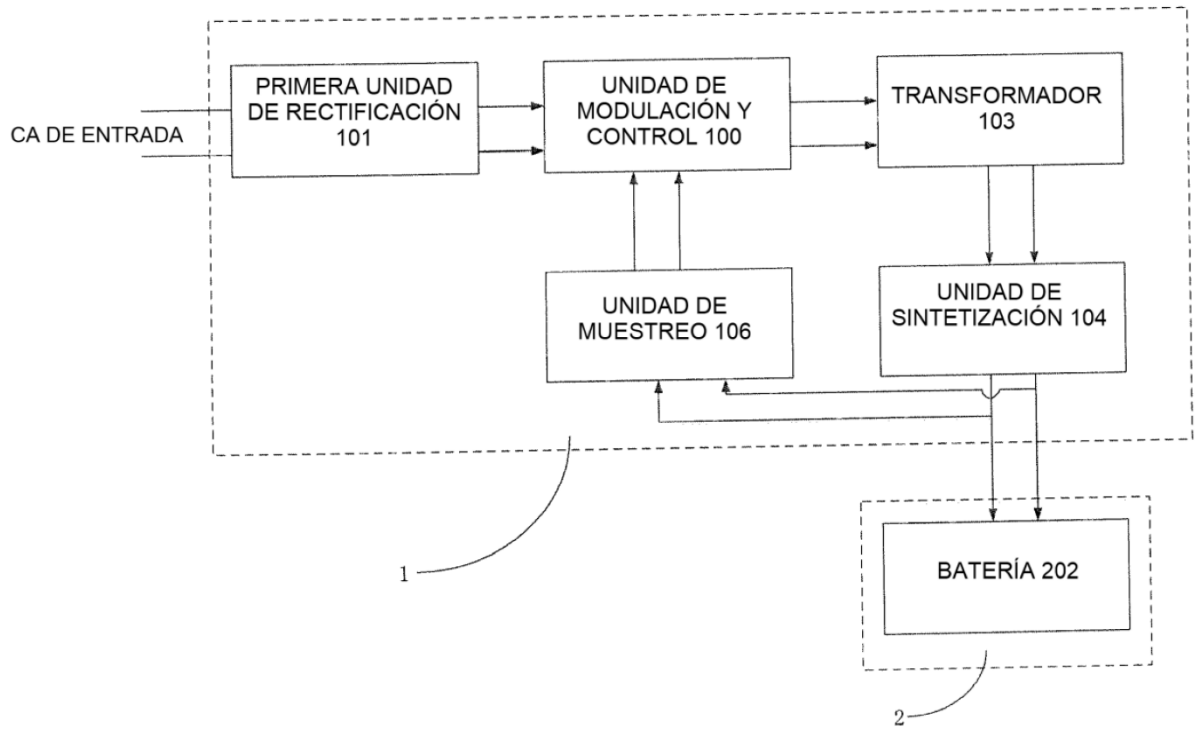 PRIMERA UNIDAD
DE RECTIFICACIÓN
101
UNIDAD DE
MODULACIÓN Y
CONTROL 100
TRANSFORMADOR
103
CA DE ENTRADA
UNIDAD DE
MUESTREO 106
UNIDAD DE
SINTETIZACIÓN 104
1
BATERÍA 202
2